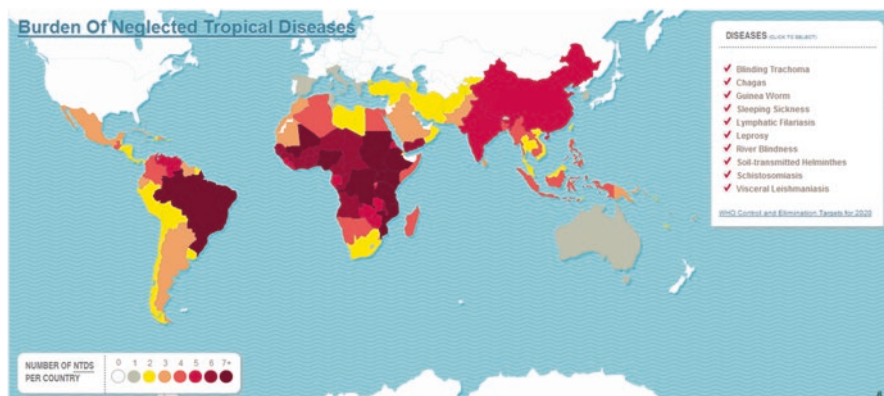 Burden Of Neglected Tropical Diseases
DISEASES (CLICK TO SELECT)
Blinding Trachoma
Chagas
Guinea Worm
Sleeping Sickness
Lymphatic Filariasis
Leprosy
River Blindness
Soil-transmitted Helminthes
Schistosomiasis
Visceral Leishmaniasis
WHO Control and Elimination Targets for 2020
NUMBER OF NTDS
PER COUNTRY
0 1 2 3 4 5 6 7+